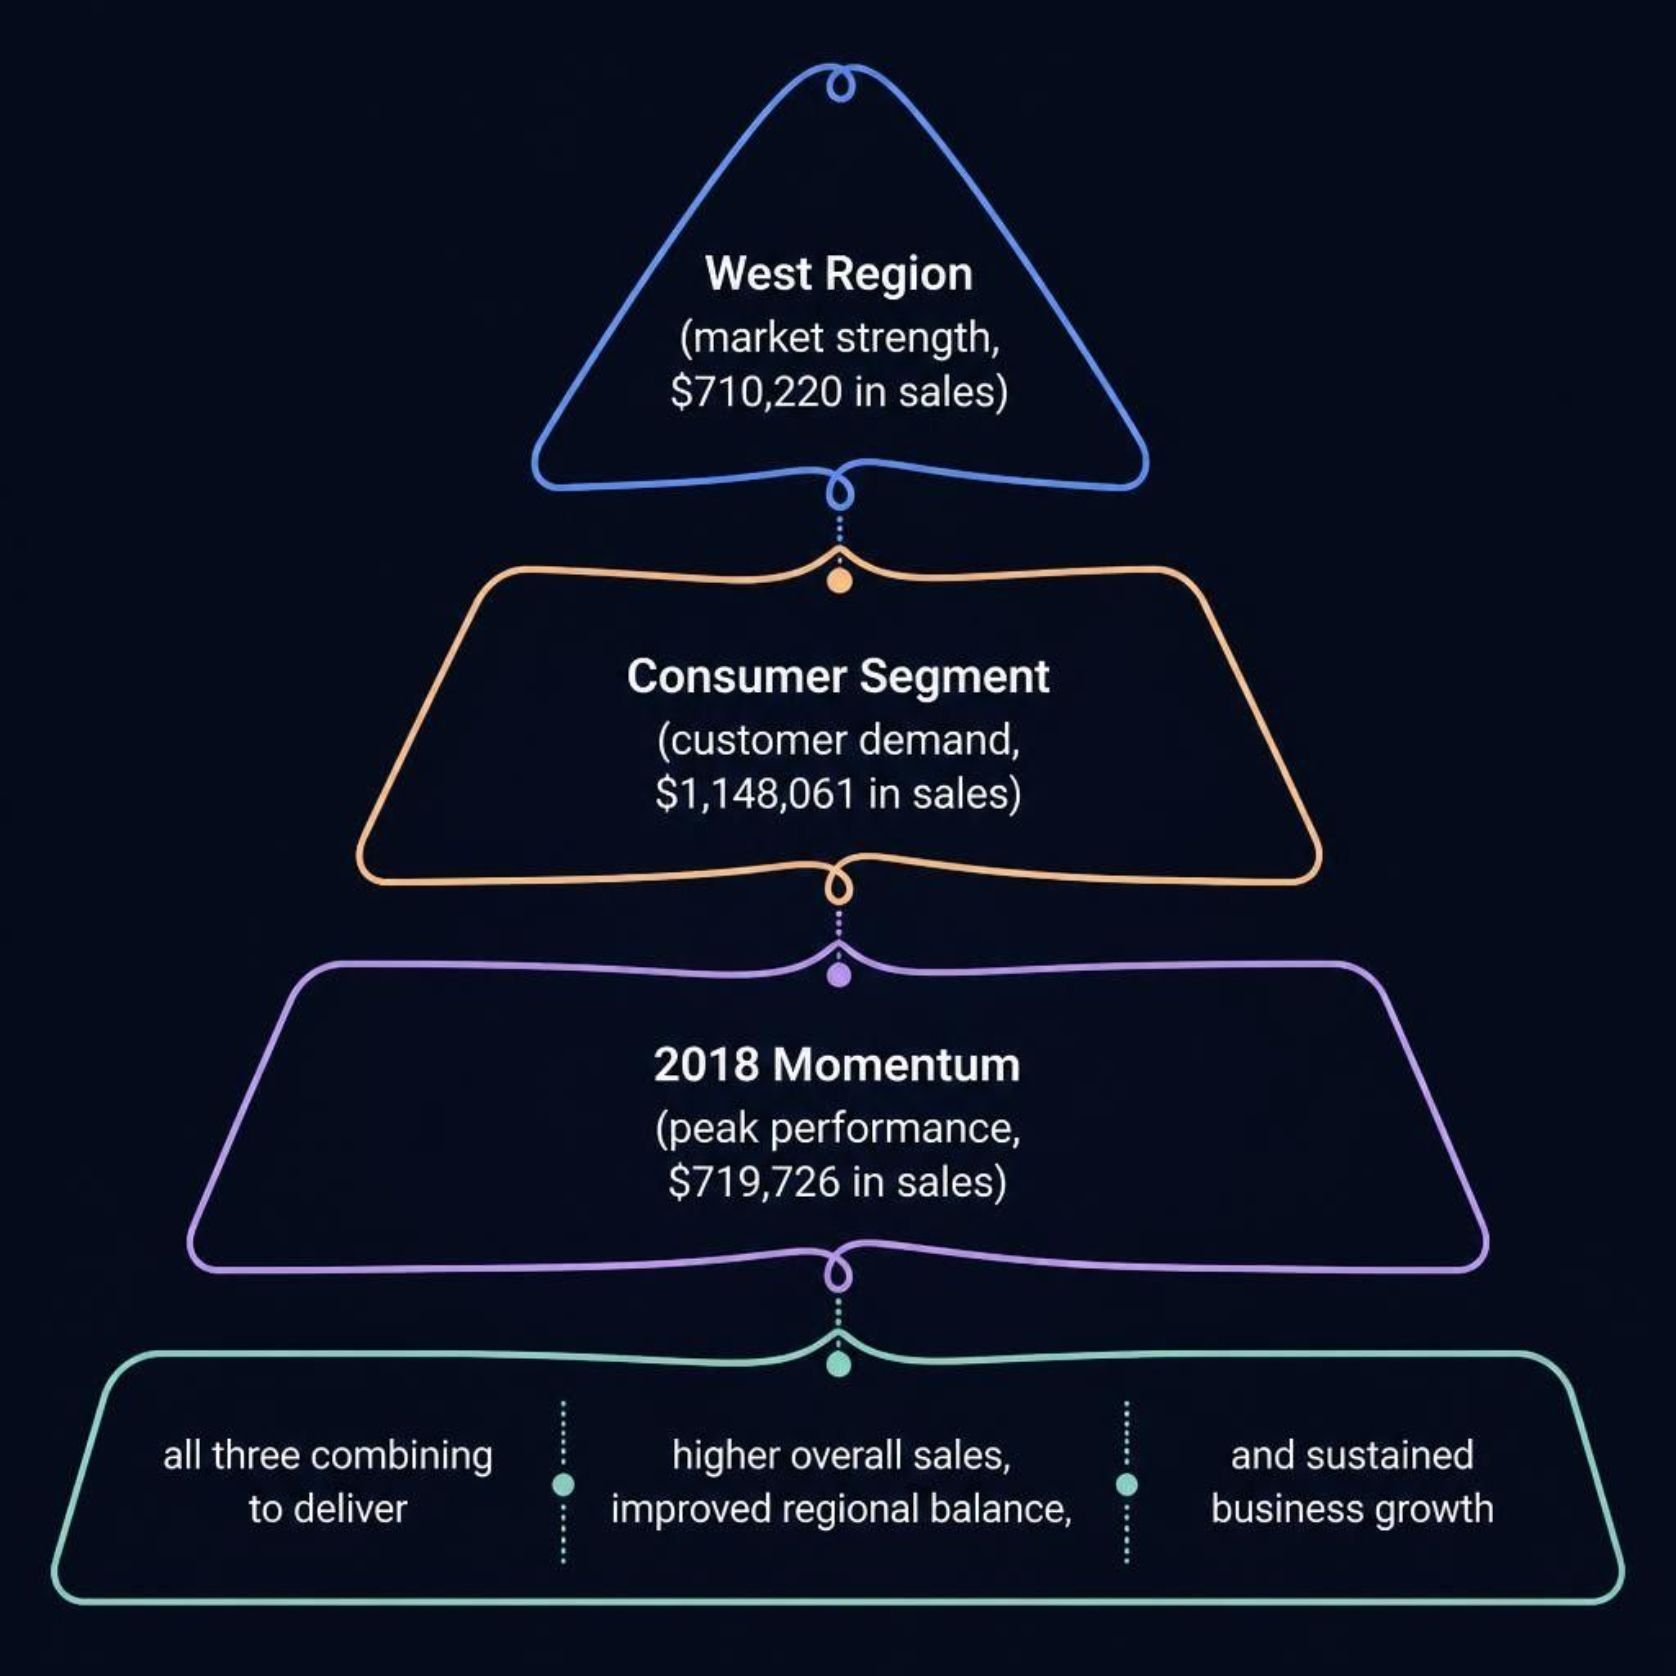 West Region
(market strength,
$710,220 in sales)
Consumer Segment
(customer demand,
$1,148,061 in sales)
2018 Momentum
(peak performance,
$719,726 in sales)
all three combining
to deliver
higher overall sales,
improved regional balance,
and sustained
business growth